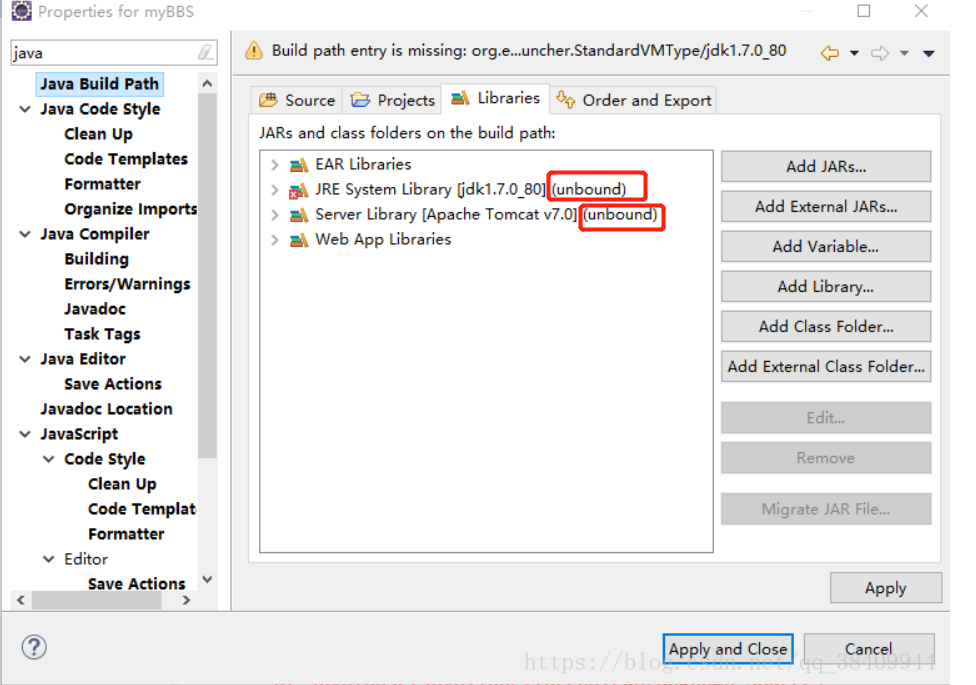 Properties for myBBS
java
Build path entry is missing: org.e...uncher.StandardVMType/jdk1.7.0_80
Java Build Path
Java Code Style
Clean Up
Code Templates
Formatter
Organize Imports
Java Compiler
Building
Errors/Warnings
Javadoc
Task Tags
Java Editor
Save Actions
Javadoc Location
JavaScript
Code Style
Clean Up
Code Templat
Formatter
Editor
Save Actions
Source Projects Libraries Order and Export
JARs and class folders on the build path:
EAR Libraries
JRE System Library [jdk1.7.0_80] (unbound)
Server Library [Apache Tomcat v7.0] (unbound)
Web App Libraries
Add JARs...
Add External JARs...
Add Variable...
Add Library...
Add Class Folder...
Add External Class Folder...
Edit...
Remove
Migrate JAR File...
Apply
Apply and Close
Cancel
https://blog.csdn.net/qq_38409944